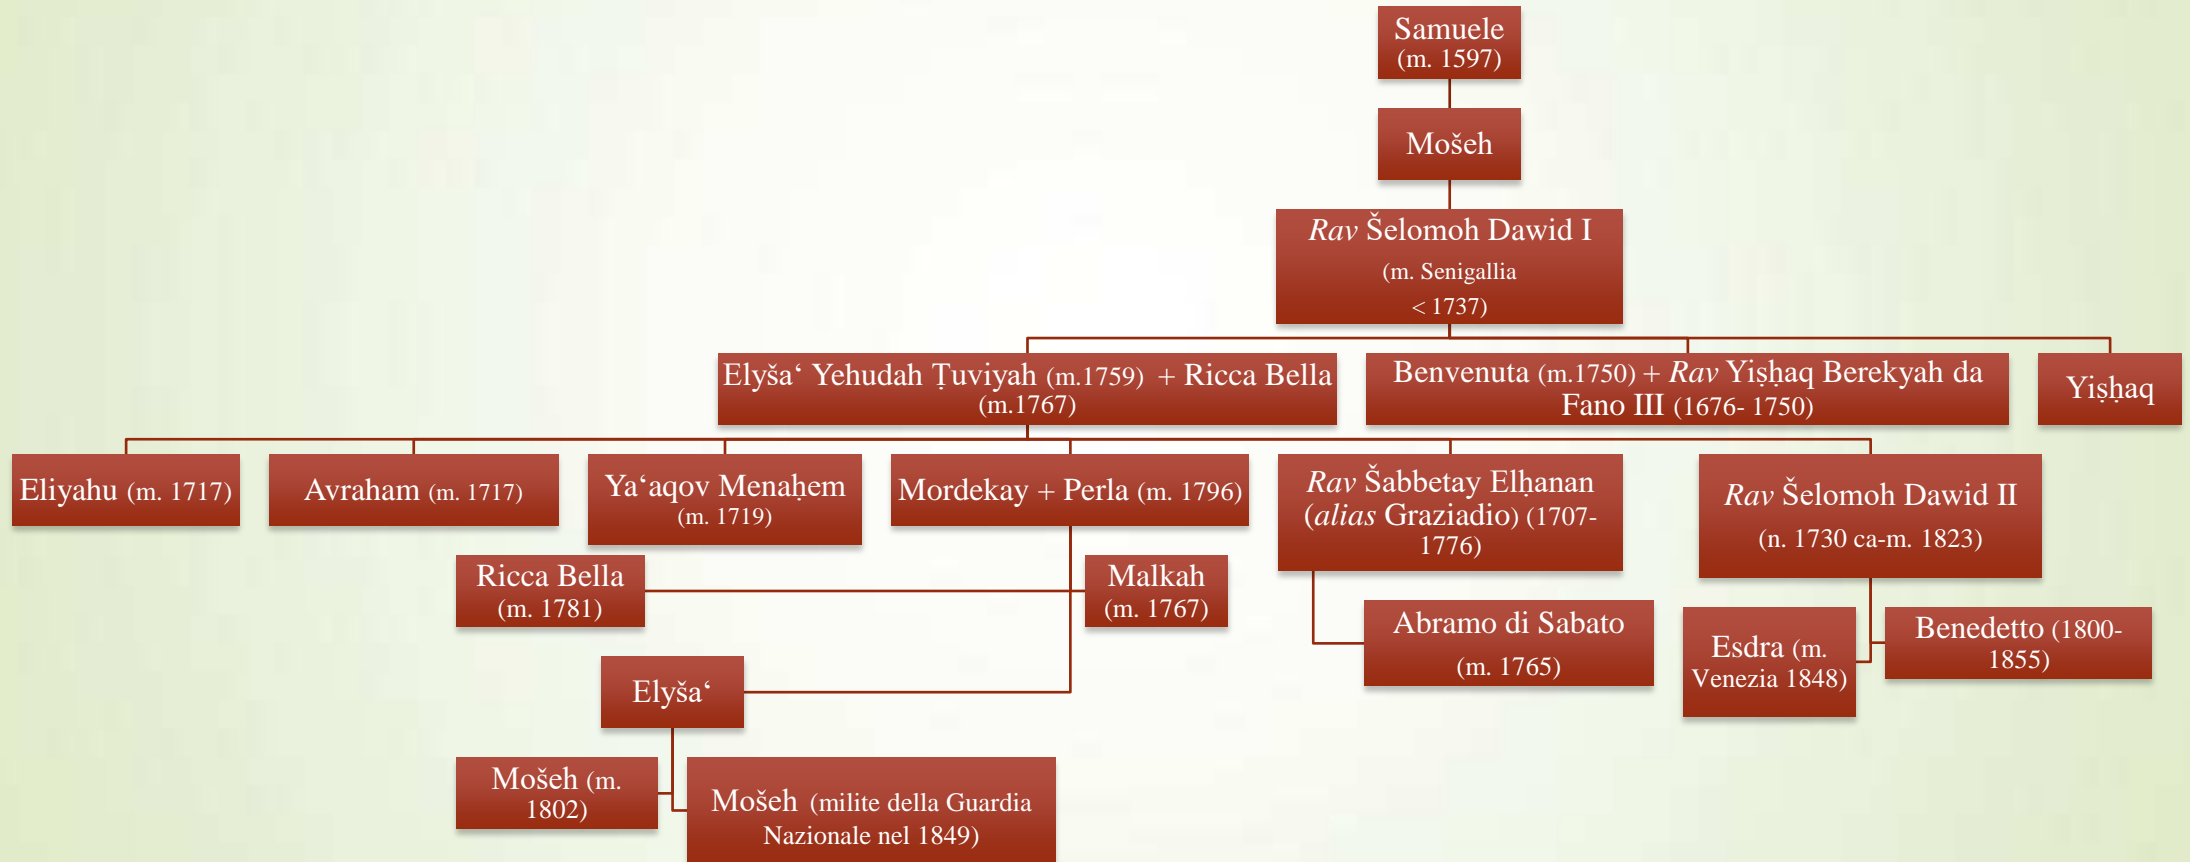 Samuele
(m. 1597)
Mošeh
Rav Šelomoh Dawid I
(m. Senigallia
< 1737)
Elyša‘ Yehudah Ṭuviyah (m.1759) + Ricca Bella
(m.1767)
Benvenuta (m.1750) + Rav Yiṣḥaq Berekyah da
Fano III (1676- 1750)
Yiṣḥaq
Eliyahu (m. 1717)
Avraham (m. 1717)
Ya‘aqov Menaḥem
(m. 1719)
Mordekay + Perla (m. 1796)
Rav Šabbetay Elḥanan
(alias Graziadio) (1707-
1776)
Rav Šelomoh Dawid II
(n. 1730 ca-m. 1823)
Ricca Bella
(m. 1781)
Malkah
(m. 1767)
Abramo di Sabato
(m. 1765)
Esdra (m.
Venezia 1848)
Benedetto (1800-
1855)
Elyša‘
Mošeh (m.
1802)
Mošeh (milite della Guardia
Nazionale nel 1849)